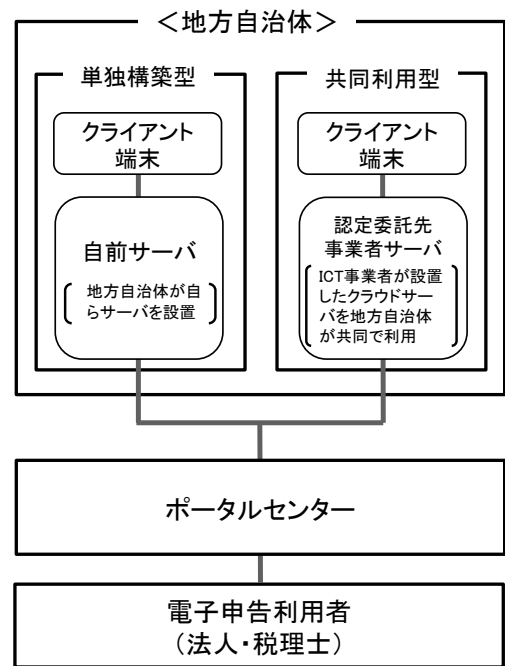 ＜地方自治体＞
単独構築型
クライアント
端末
自前サーバ
地方自治体が自
らサーバを設置
共同利用型
クライアント
端末
認定委託先
事業者サーバ
ICT事業者が設置
したクラウドサー
バを地方自治体
が共同で利用
ポータルセンター
電子申告利用者
（法人・税理士）